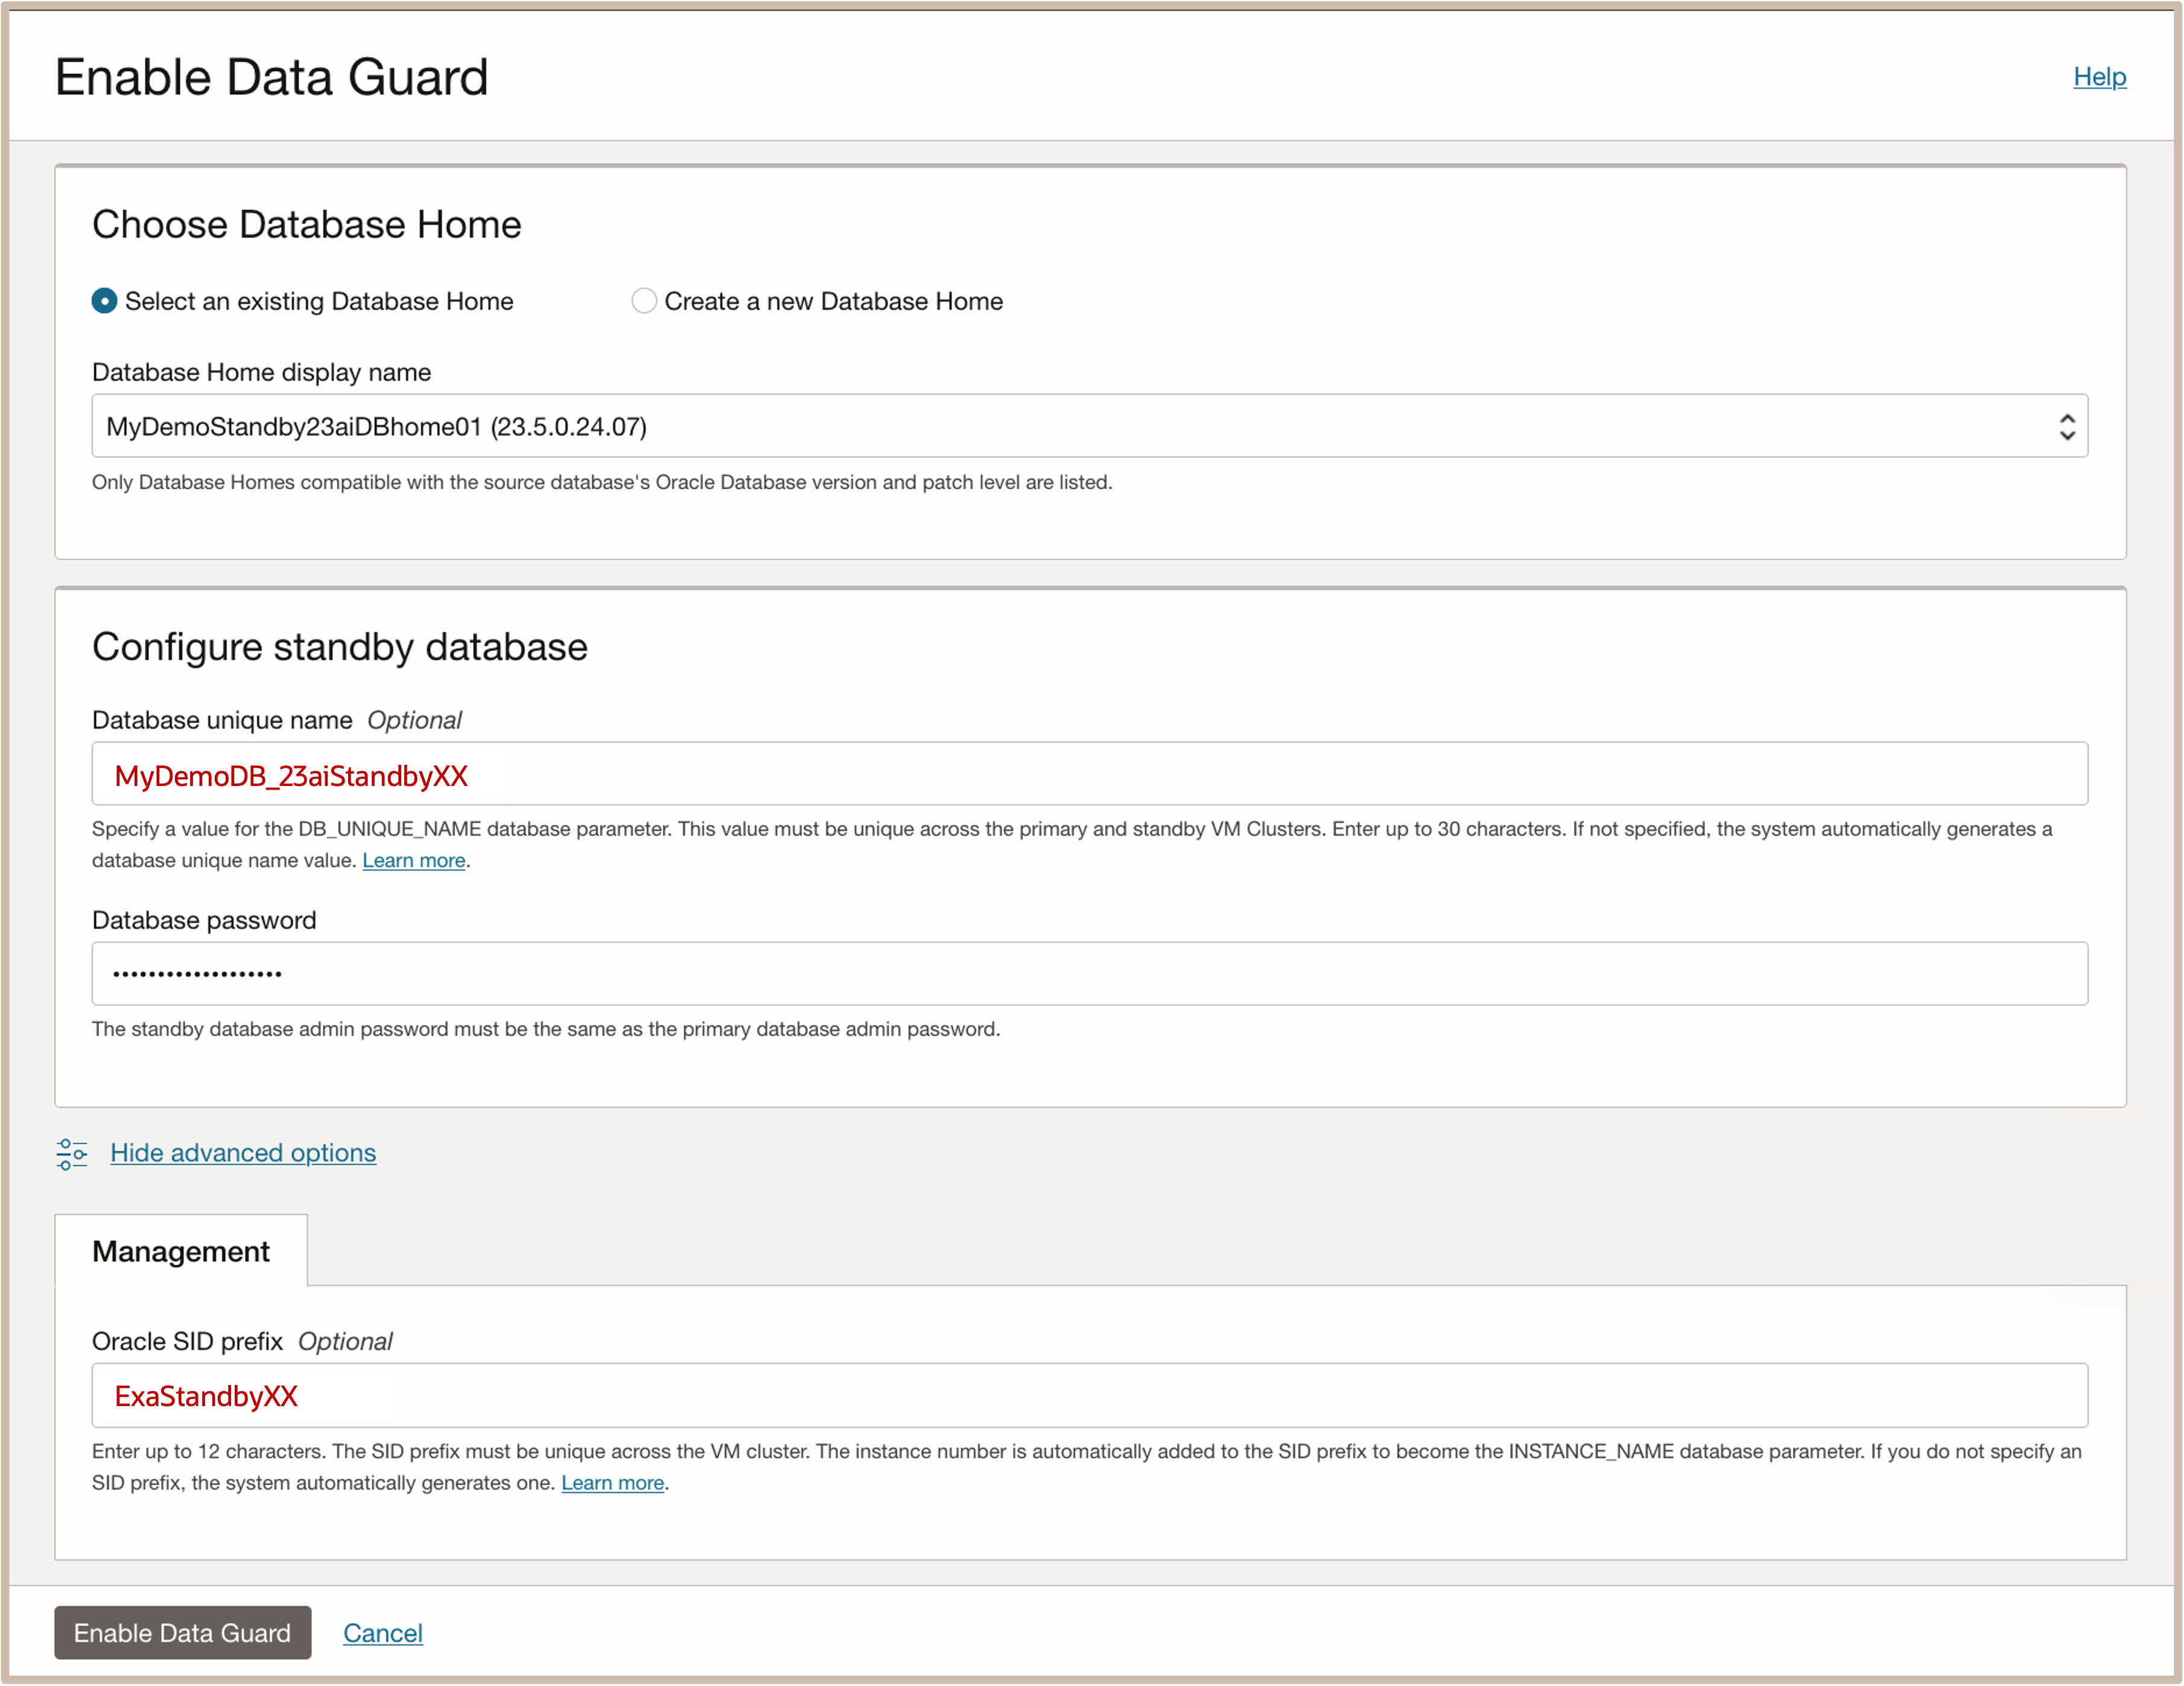 Enable Data Guard
Help
Choose Database Home
Select an existing Database Home
Create a new Database Home
Database Home display name
MyDemoStandby23aiDBhome01 (23.5.0.24.07)
Only Database Homes compatible with the source database's Oracle Database version and patch level are listed.
Configure standby database
Database unique name Optional
MyDemoDB_23aiStandbyXX
Specify a value for the DB_UNIQUE_NAME database parameter. This value must be unique across the primary and standby VM Clusters. Enter up to 30 characters. If not specified, the system automatically generates a
database unique name value. Learn more.
Database password
•••••••••••••••••••
The standby database admin password must be the same as the primary database admin password.
Hide advanced options
Management
Oracle SID prefix Optional
ExaStandbyXX
Enter up to 12 characters. The SID prefix must be unique across the VM cluster. The instance number is automatically added to the SID prefix to become the INSTANCE_NAME database parameter. If you do not specify an
SID prefix, the system automatically generates one. Learn more.
Enable Data Guard
Cancel